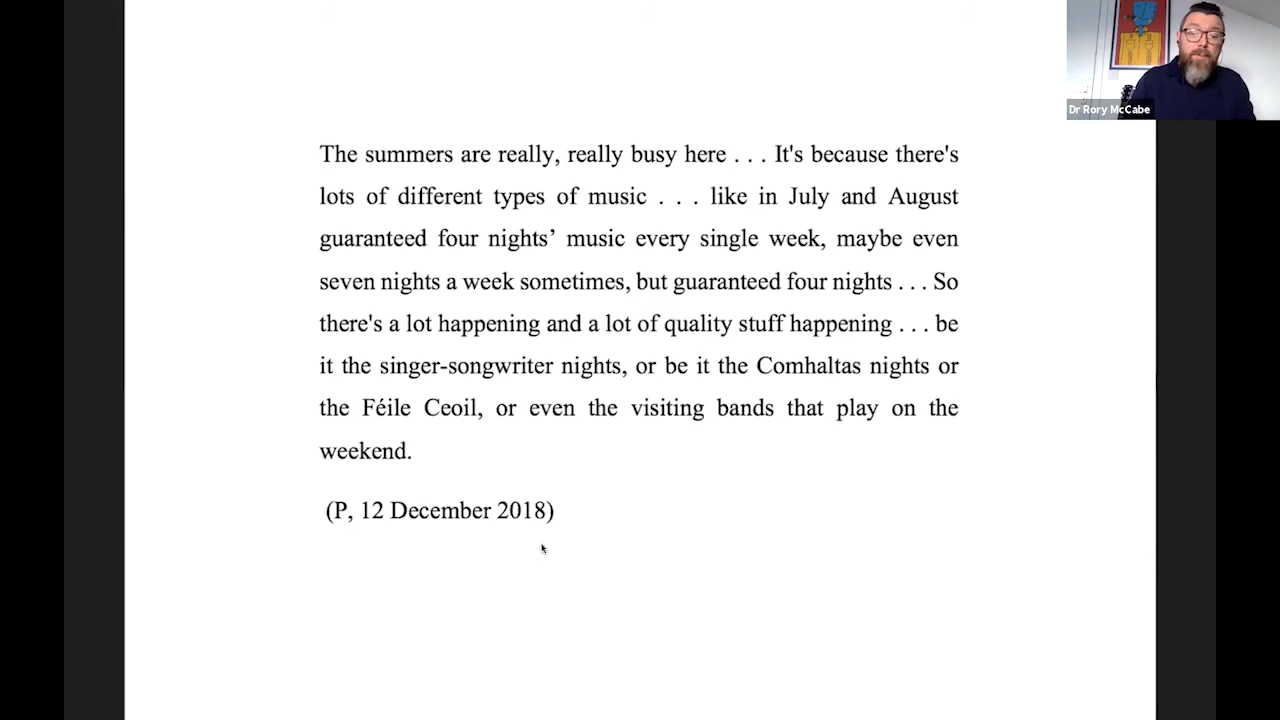 Dr Rory McCabe
The summers are really, really busy here . . . It's because there's
lots of different types of music . . . like in July and August
guaranteed four nights’ music every single week, maybe even
seven nights a week sometimes, but guaranteed four nights . . . So
there's a lot happening and a lot of quality stuff happening . . . be
it the singer-songwriter nights, or be it the Comhaltas nights or
the Féile Ceoil, or even the visiting bands that play on the
weekend.
(P, 12 December 2018)